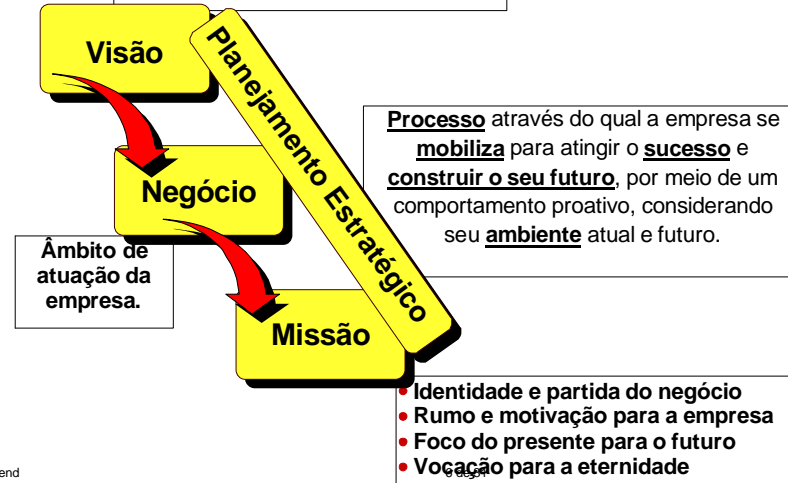 Visão
Planejamento Estratégico
Processo através do qual a empresa se
mobiliza para atingir o sucesso e
construir o seu futuro, por meio de um
comportamento proativo, considerando
seu ambiente atual e futuro.
Negócio
Âmbito de
atuação da
empresa.
Missão
• Identidade e partida do negócio
• Rumo e motivação para a empresa
• Foco do presente para o futuro
• Vocação para a eternidade
end